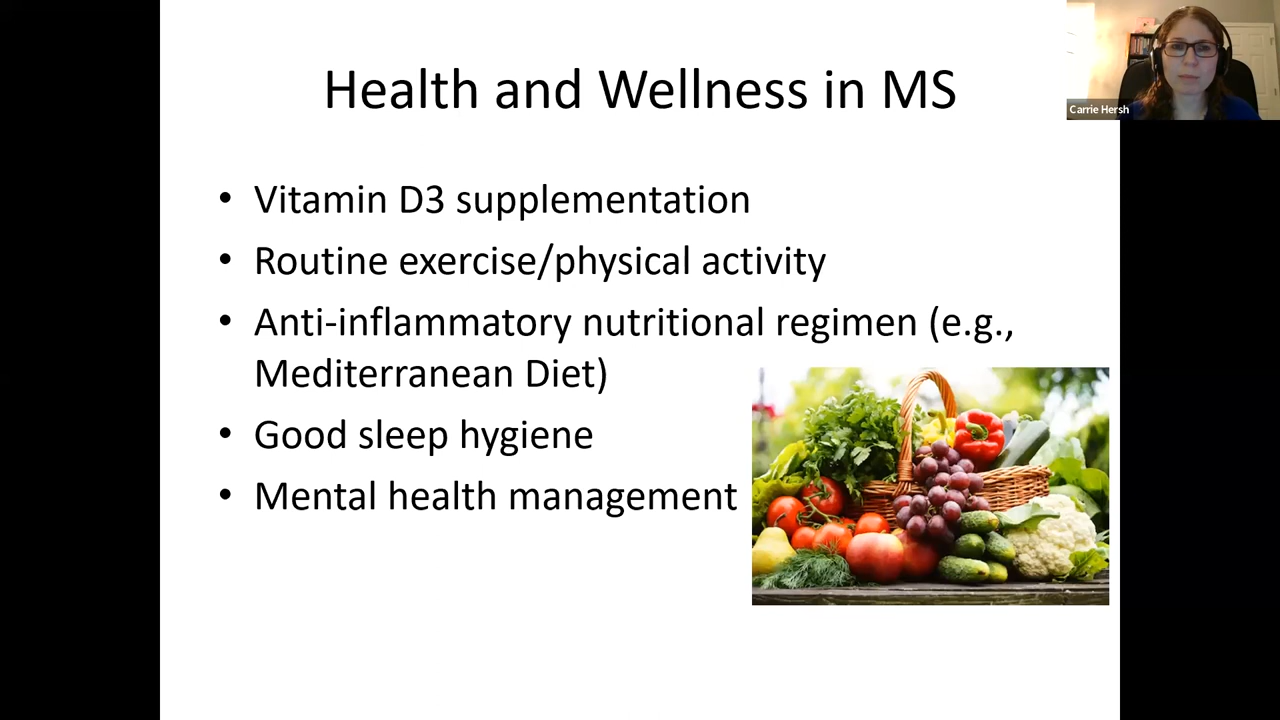 Health and Wellness in MS
Carrie Hersh
• Vitamin D3 supplementation
• Routine exercise/physical activity
• Anti-inflammatory nutritional regimen (e.g.,
Mediterranean Diet)
• Good sleep hygiene
• Mental health management